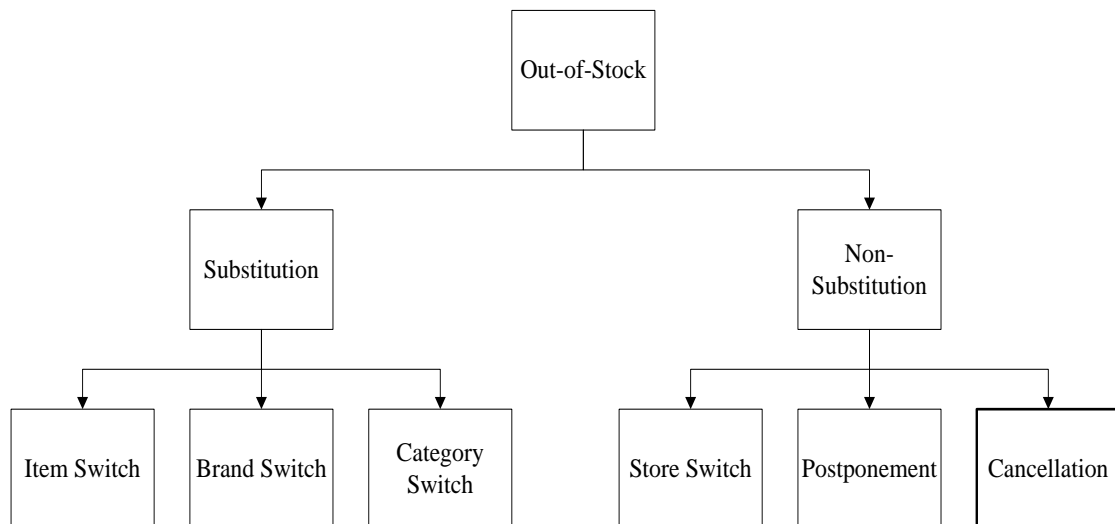 Out-of-Stock
Substitution
Non-
Substitution
Item Switch
Brand Switch
Category
Switch
Store Switch
Postponement
Cancellation